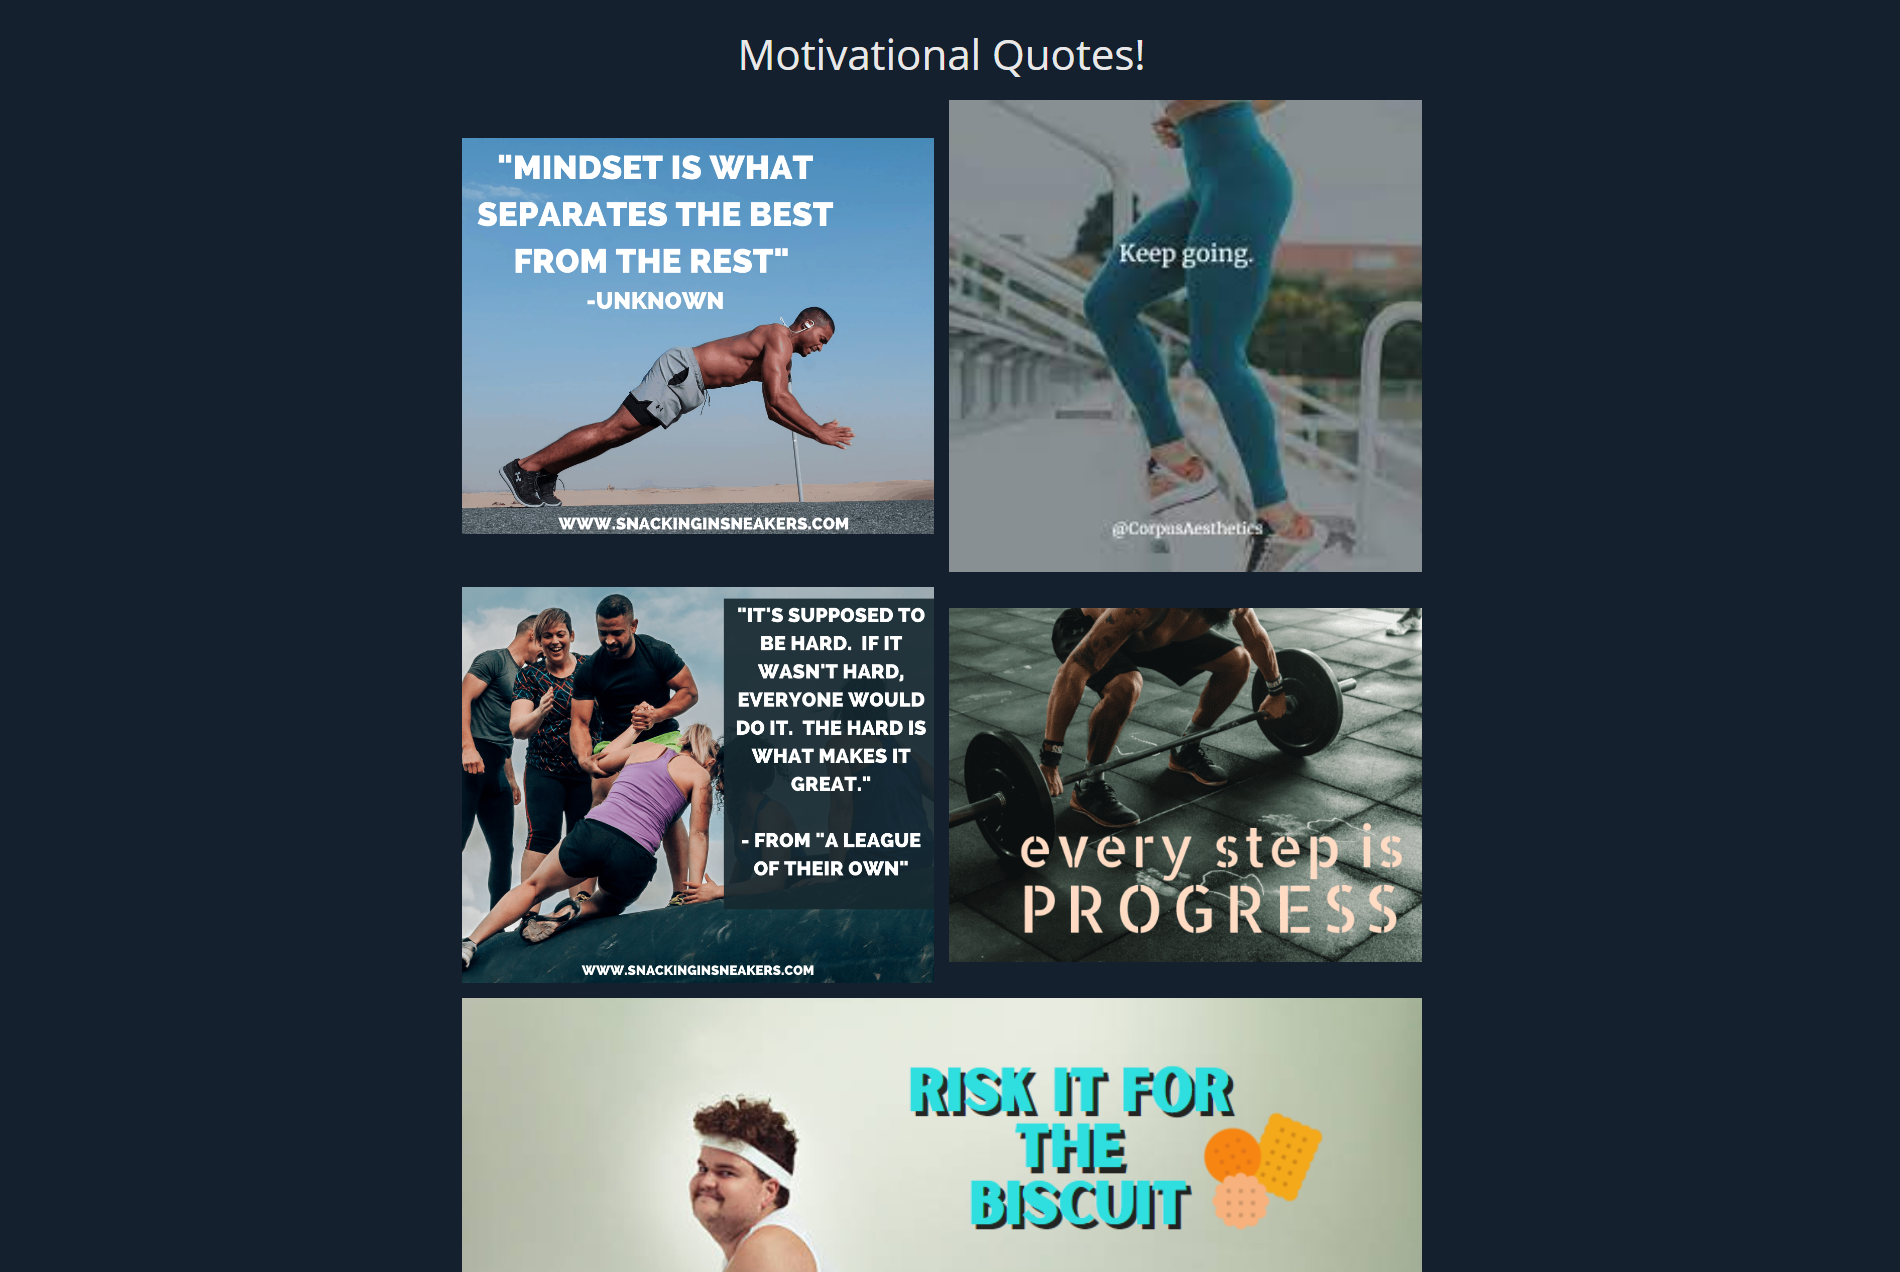 Motivational Quotes!
"MINDSET IS WHAT
SEPARATES THE BEST
FROM THE REST"
-UNKNOWN
WWW.SNACKINGINSNEAKERS.COM
Keep going.
@CorpusAesthetics
"IT'S SUPPOSED TO
BE HARD. IF IT
WASN'T HARD,
EVERYONE WOULD
DO IT. THE HARD IS
WHAT MAKES IT
GREAT."
- FROM "A LEAGUE
OF THEIR OWN"
WWW.SNACKINGINSNEAKERS.COM
every step is
PROGRESS
RISK IT FOR
THE
BISCUIT